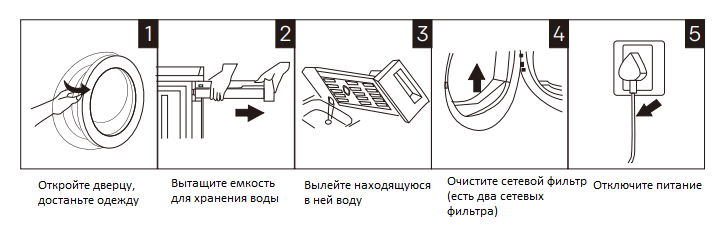 1
2
3
4
5
Откройте дверцу,
достаньте одежду
Вытащите емкость
для хранения воды
Вылейте находящуюся
в ней воду
Очистите сетевой фильтр
(есть два сетевых
фильтра)
Отключите питание